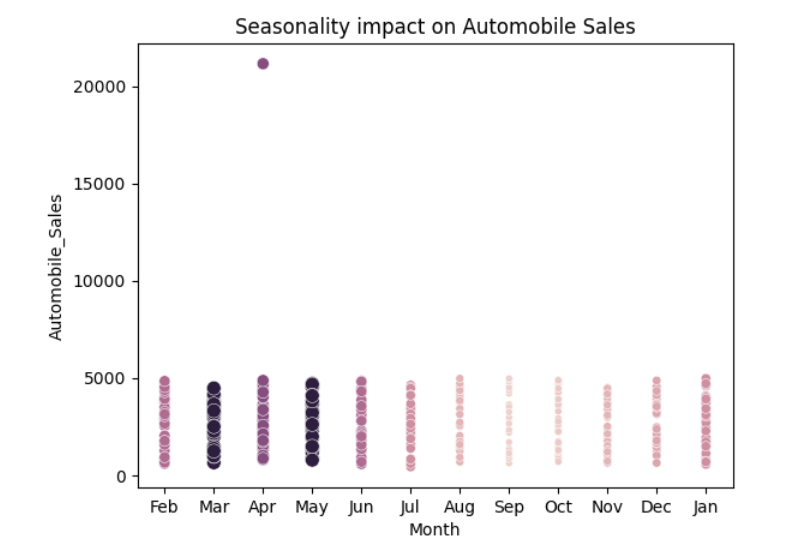 Seasonality impact on Automobile Sales
20000
15000
10000
5000
0
Automobile_Sales
Feb Mar Apr May Jun Jul Aug Sep Oct Nov Dec Jan
Month